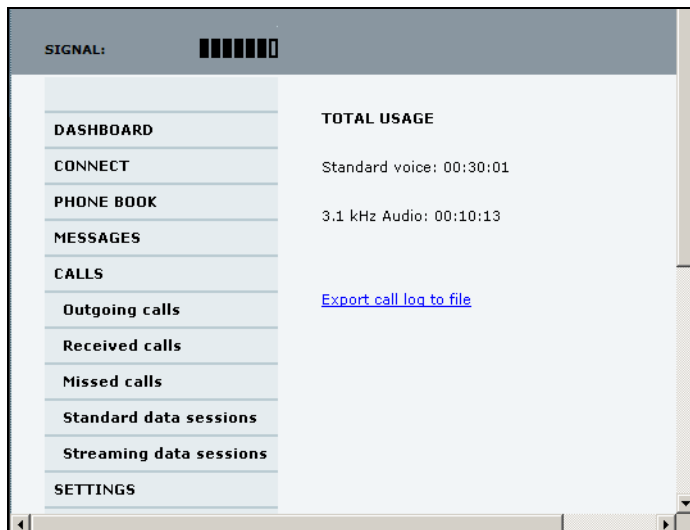 SIGNAL:
DASHBOARD
CONNECT
PHONE BOOK
MESSAGES
CALLS
Outgoing calls
Received calls
Missed calls
Standard data sessions
Streaming data sessions
SETTINGS
TOTAL USAGE
Standard voice: 00:30:01
3.1 kHz Audio: 00:10:13
Export call log to file